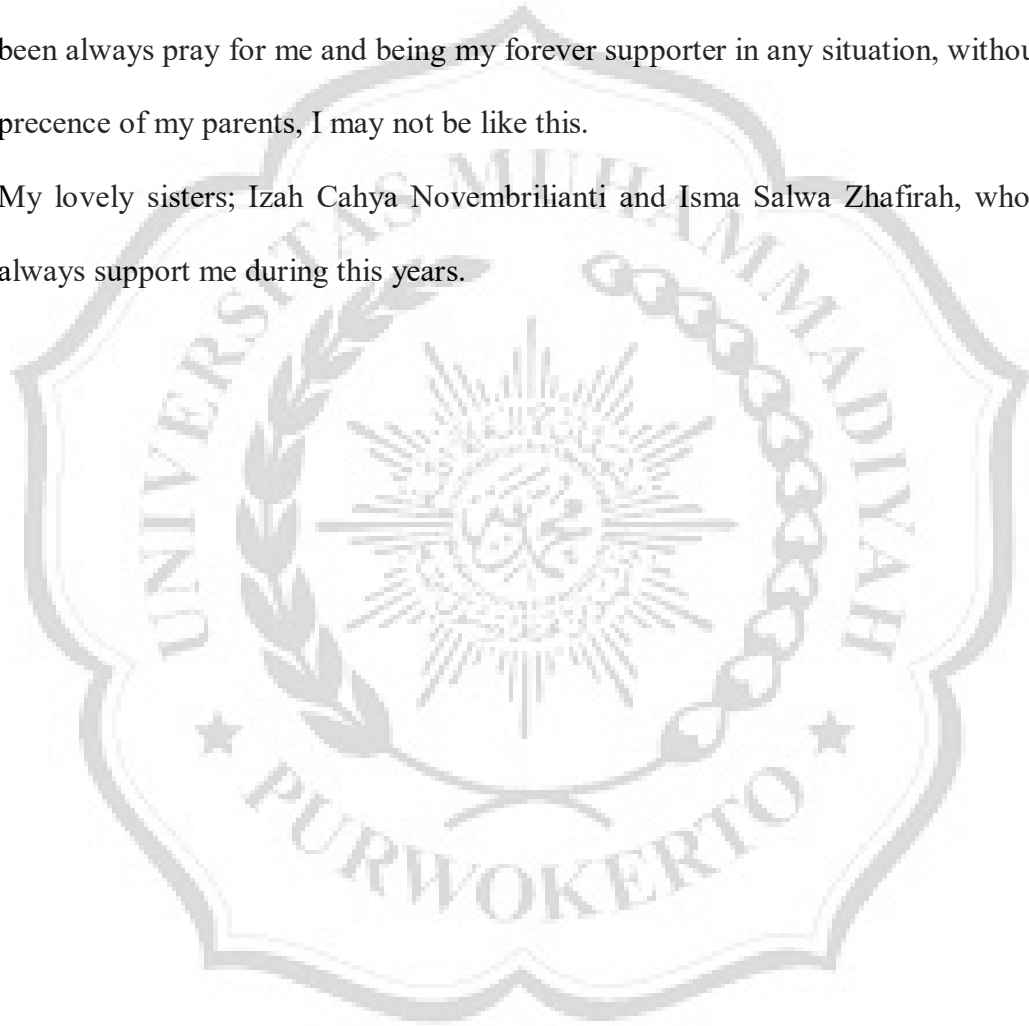 been always pray for me and being my forever supporter in any situation,
precence of my parents, I may not be like this.
My lovely sisters; Izah Cahya Novembrilianti and Isma Salwa Zhafirah, who
always support me during this years.
UNIVERSITAS MUHAMMADIYAH
PURWOKERTO